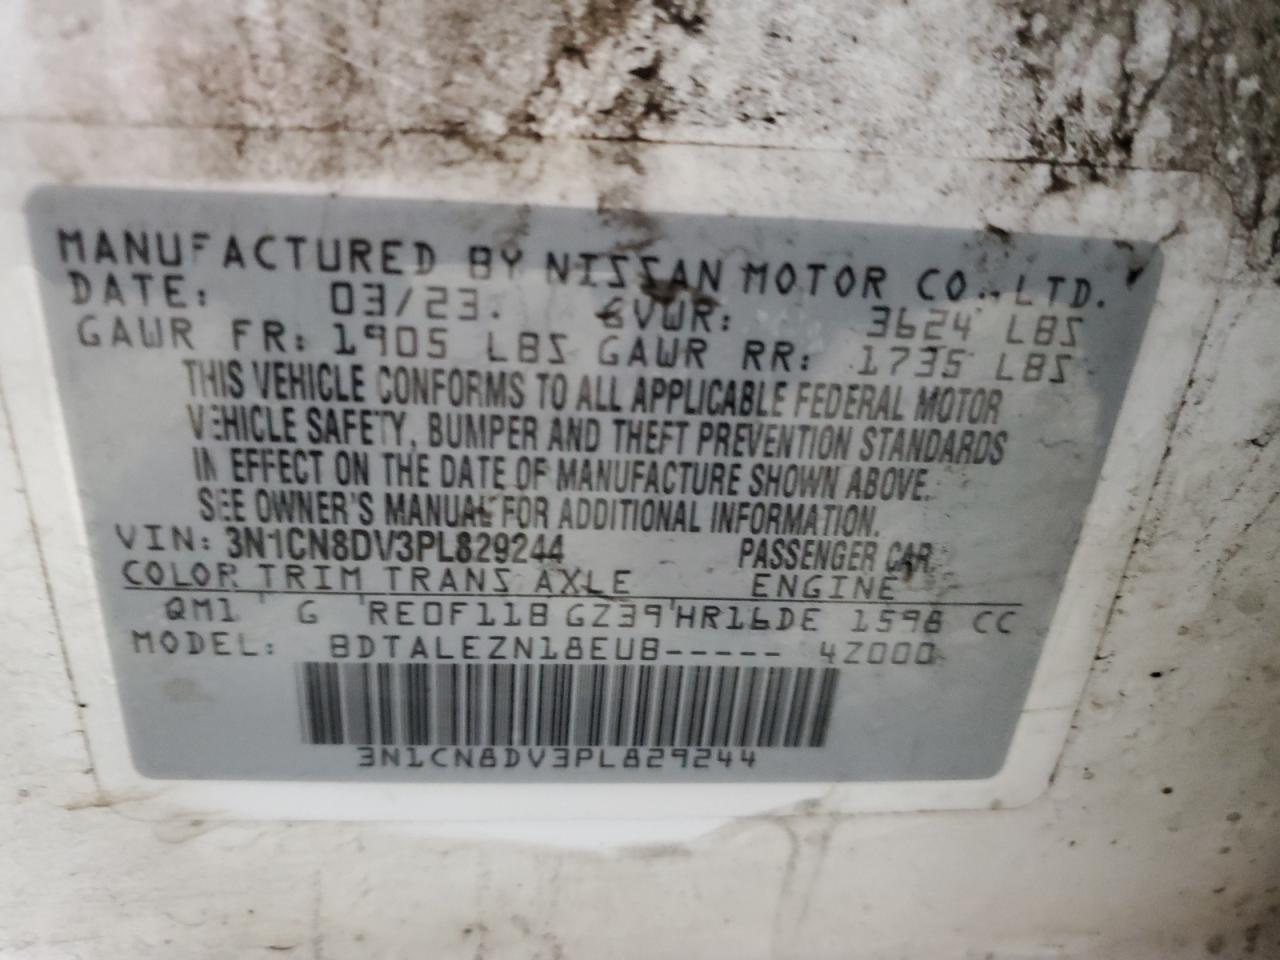 MANUFACTURED BY NISSAN MOTOR CO., LTD.
DATE: 03/23. GVWR: 3624 LBS
GAWR FR: 1905 LBS GAWR RR: 1735 LBS
THIS VEHICLE CONFORMS TO ALL APPLICABLE FEDERAL MOTOR
VEHICLE SAFETY, BUMPER AND THEFT PREVENTION STANDARDS
IN EFFECT ON THE DATE OF MANUFACTURE SHOWN ABOVE.
SEE OWNER'S MANUAL FOR ADDITIONAL INFORMATION.
VIN: 3N1CN8DV3PL829244 PASSENGER CAR
COLOR TRIM TRANS AXLE ENGINE
QM1 G RE0F11B GZ39 HR16DE 1598 CC
MODEL: BDTALEZN18EUB----- 4Z000
3N1CN8DV3PL829244